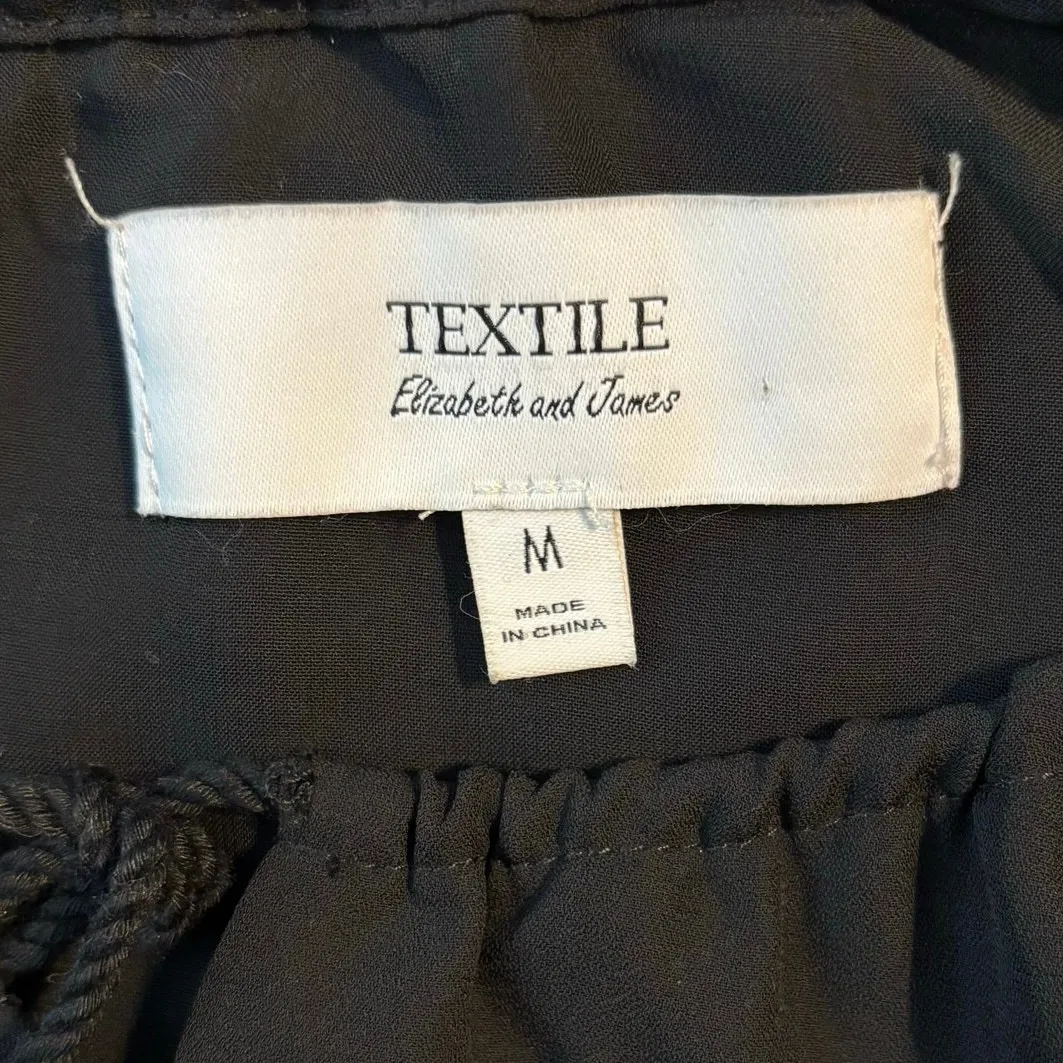 TEXTILE
Elizabeth and James
M
MADE
IN CHINA